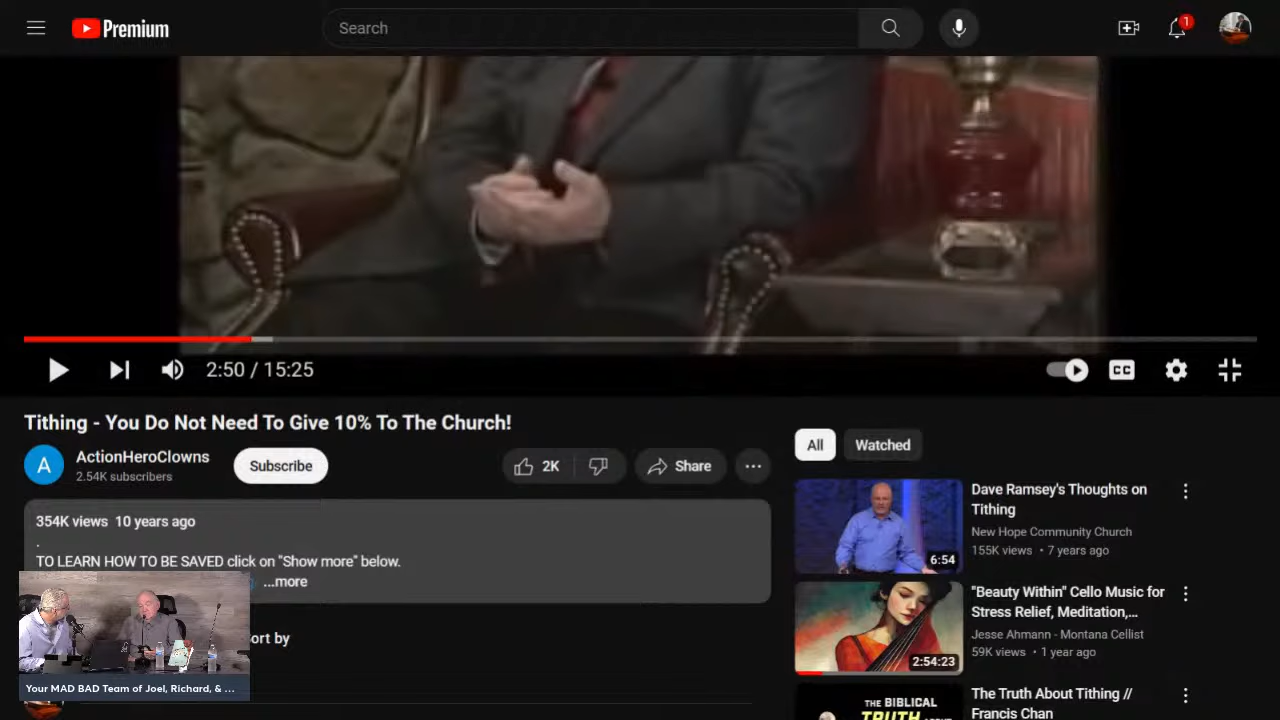 Premium
Search
1
2:50 / 15:25
CC
Tithing - You Do Not Need To Give 10% To The Church!
A
ActionHeroClowns
2.54K subscribers
Subscribe
2K
Share
354K views 10 years ago
.
TO LEARN HOW TO BE SAVED click on "Show more" below.
...more
ort by
Your MAD BAD Team of Joel, Richard, & ...
All
Watched
6:54
Dave Ramsey's Thoughts on
Tithing
New Hope Community Church
155K views • 7 years ago
2:54:23
"Beauty Within" Cello Music for
Stress Relief, Meditation,...
Jesse Ahmann - Montana Cellist
59K views • 1 year ago
THE BIBLICAL
TRUTH
The Truth About Tithing //
Francis Chan